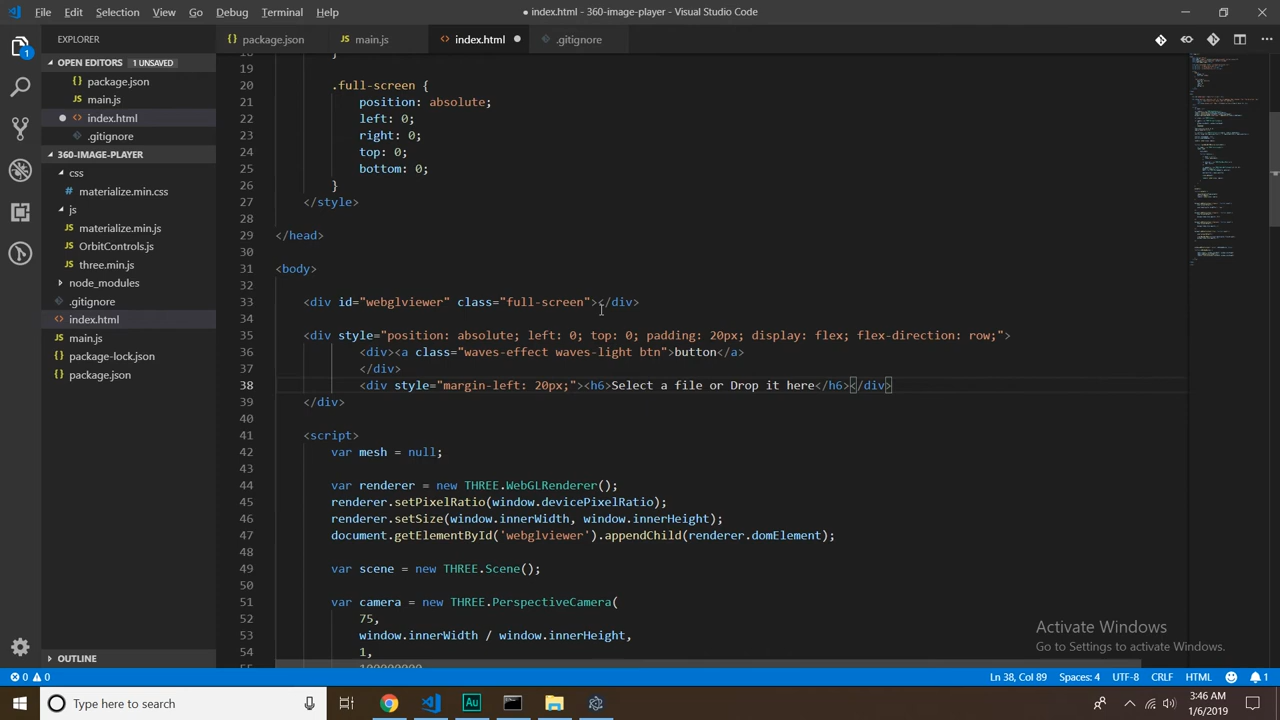 File Edit Selection View Go Debug Terminal Help
● index.html - 360-image-player - Visual Studio Code
EXPLORER
OPEN EDITORS 1 UNSAVED
package.json
main.js
index.html
.gitignore
360-IMAGE-PLAYER
css
materialize.min.css
js
materialize.min.js
OrbitControls.js
three.min.js
node_modules
.gitignore
index.html
main.js
package-lock.json
package.json
OUTLINE
package.json main.js index.html .gitignore
19
20 .full-screen {
21 position: absolute;
22 left: 0;
23 right: 0;
24 top: 0;
25 bottom: 0;
26 }
27 </style>
28
29 </head>
30
31 <body>
32
33 <div id="webglviewer" class="full-screen"></div>
34
35 <div style="position: absolute; left: 0; top: 0; padding: 20px; display: flex; flex-direction: row;">
36 <div><a class="waves-effect waves-light btn">button</a>
37 </div>
38 <div style="margin-left: 20px;"><h6>Select a file or Drop it here</h6></div>
39 </div>
40
41 <script>
42 var mesh = null;
43
44 var renderer = new THREE.WebGLRenderer();
45 renderer.setPixelRatio(window.devicePixelRatio);
46 renderer.setSize(window.innerWidth, window.innerHeight);
47 document.getElementById('webglviewer').appendChild(renderer.domElement);
48
49 var scene = new THREE.Scene();
50
51 var camera = new THREE.PerspectiveCamera(
52 75,
53 window.innerWidth / window.innerHeight,
54 1,
Activate Windows
Go to Settings to activate Windows.
0 0 Ln 38, Col 89 Spaces: 4 UTF-8 CRLF HTML 1
Type here to search
Au
3:46 AM
1/6/2019